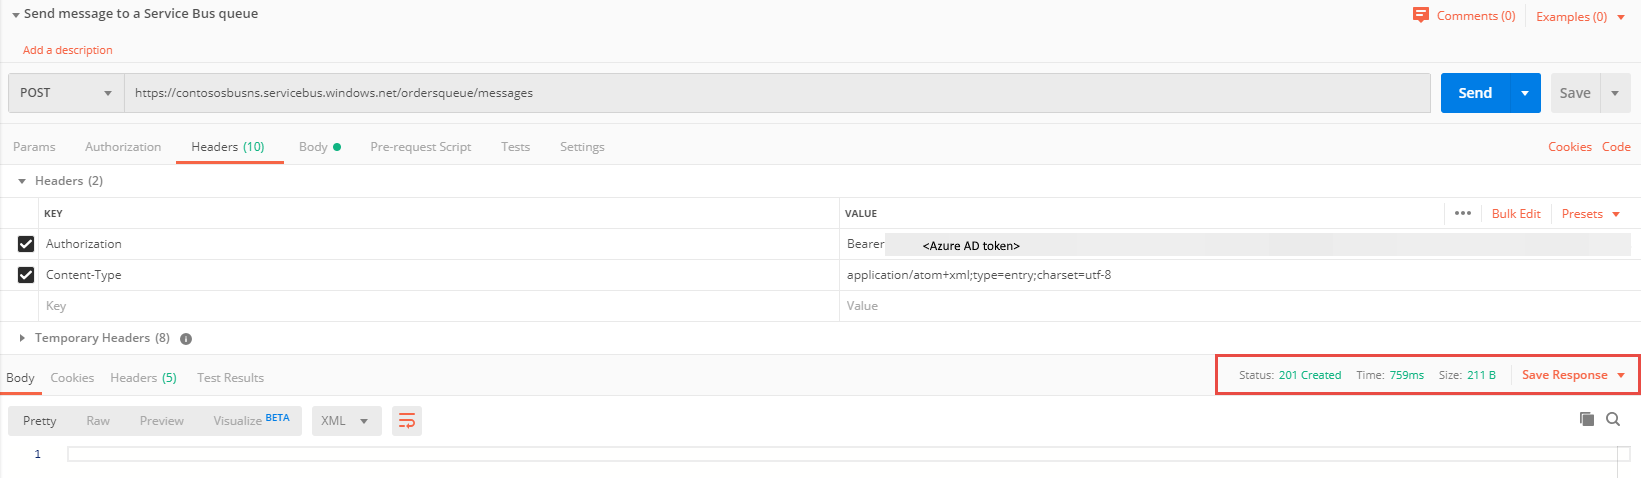 Send message to a Service Bus queue
Comments (0) Examples (0)
Add a description
POST https://contososbusns.servicebus.windows.net/ordersqueue/messages Send Save
Params Authorization Headers (10) Body Pre-request Script Tests Settings Cookies Code
Headers (2)
KEY VALUE ••• Bulk Edit Presets
Authorization Bearer <Azure AD token>
Content-Type application/atom+xml;type=entry;charset=utf-8
Key Value
Temporary Headers (8) i
Body Cookies Headers (5) Test Results Status: 201 Created Time: 759ms Size: 211 B Save Response
Pretty Raw Preview Visualize BETA XML
1